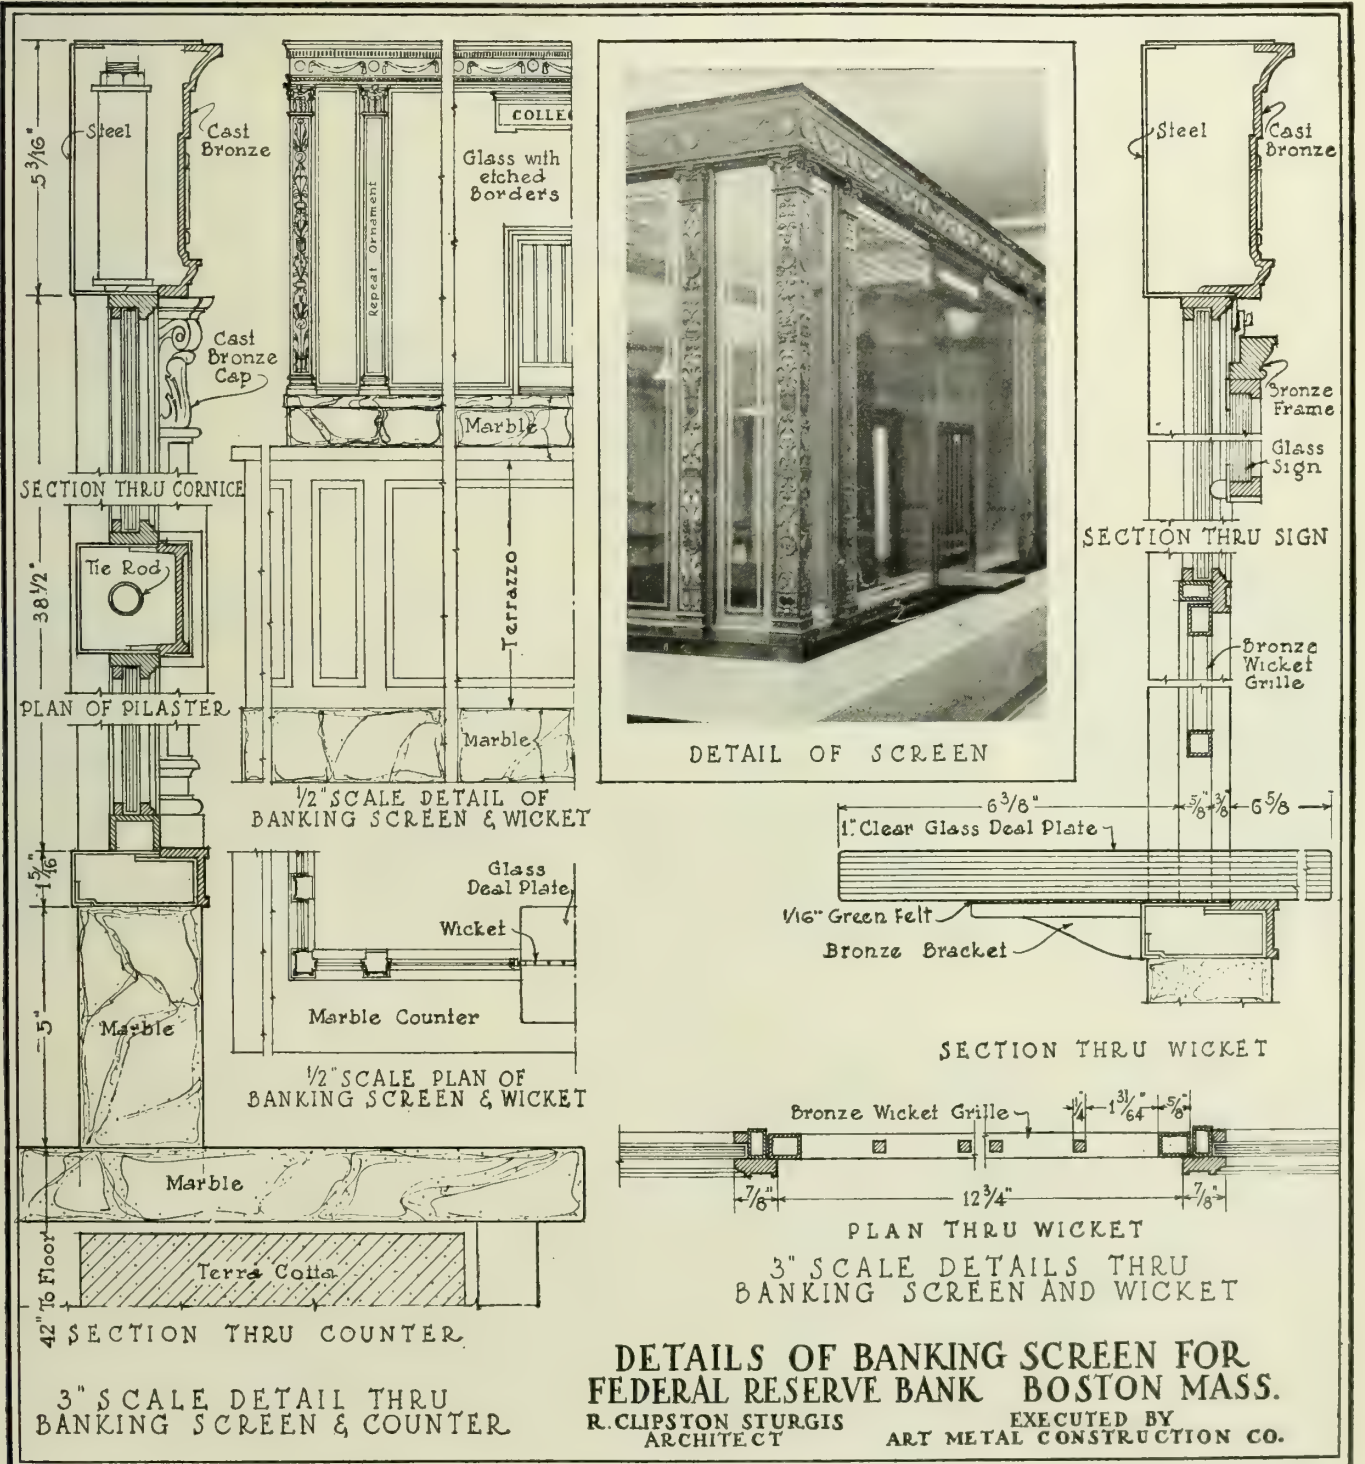 5 3/16"
Steel
Cast
Bronze
Cast
Bronze
Cap
SECTION THRU CORNICE
38 1/2"
Tie Rod
PLAN OF PILASTER
1 5/16"
5"
Marble
Marble
42" To Floor
Terra Cotta
SECTION THRU COUNTER
3" SCALE DETAIL THRU
BANKING SCREEN & COUNTER
COLLE
Glass with
etched
Borders
Repeat Ornament
Marble
Terrazzo
Marble
1/2" SCALE DETAIL OF
BANKING SCREEN & WICKET
Glass
Deal Plate
Wicket
Marble Counter
1/2" SCALE PLAN OF
BANKING SCREEN & WICKET
DETAIL OF SCREEN
Steel
Cast
Bronze
Bronze
Frame
Glass
Sign
SECTION THRU SIGN
Bronze
Wicket
Grille
6 3/8" 5/8" 3/8" 6 5/8
1" Clear Glass Deal Plate
1/16" Green Felt
Bronze Bracket
SECTION THRU WICKET
Bronze Wicket Grille
1/4" 1 31/64" 5/8"
7/8" 12 3/4" 7/8"
PLAN THRU WICKET
3" SCALE DETAILS THRU
BANKING SCREEN AND WICKET
DETAILS OF BANKING SCREEN FOR
FEDERAL RESERVE BANK BOSTON MASS.
R. CLIPSTON STURGIS
ARCHITECT
EXECUTED BY
ART METAL CONSTRUCTION CO.